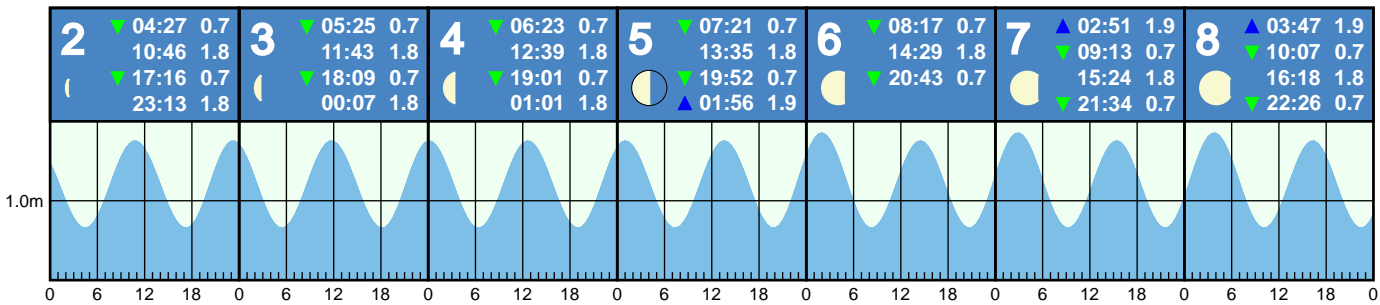 2 ▼ 04:27 0.7
10:46 1.8
▼ 17:16 0.7
23:13 1.8
3 ▼ 05:25 0.7
11:43 1.8
▼ 18:09 0.7
00:07 1.8
4 ▼ 06:23 0.7
12:39 1.8
▼ 19:01 0.7
01:01 1.8
5 ▼ 07:21 0.7
13:35 1.8
▼ 19:52 0.7
▲ 01:56 1.9
6 ▼ 08:17 0.7
14:29 1.8
▼ 20:43 0.7
7 ▲ 02:51 1.9
▼ 09:13 0.7
15:24 1.8
▼ 21:34 0.7
8 ▲ 03:47 1.9
▼ 10:07 0.7
16:18 1.8
▼ 22:26 0.7
1.0m
0 6 12 18 0 6 12 18 0 6 12 18 0 6 12 18 0 6 12 18 0 6 12 18 0 6 12 18 0